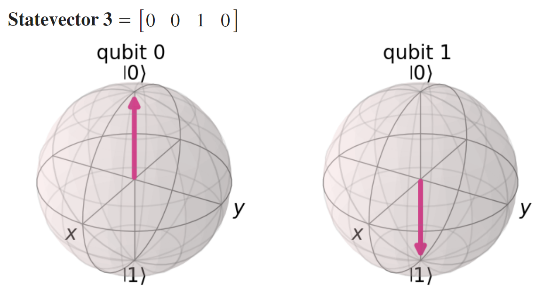 Statevector 3 = [0 0 1 0]
qubit 0 qubit 1
|0⟩ |0⟩
y y
x x
|1⟩ |1⟩